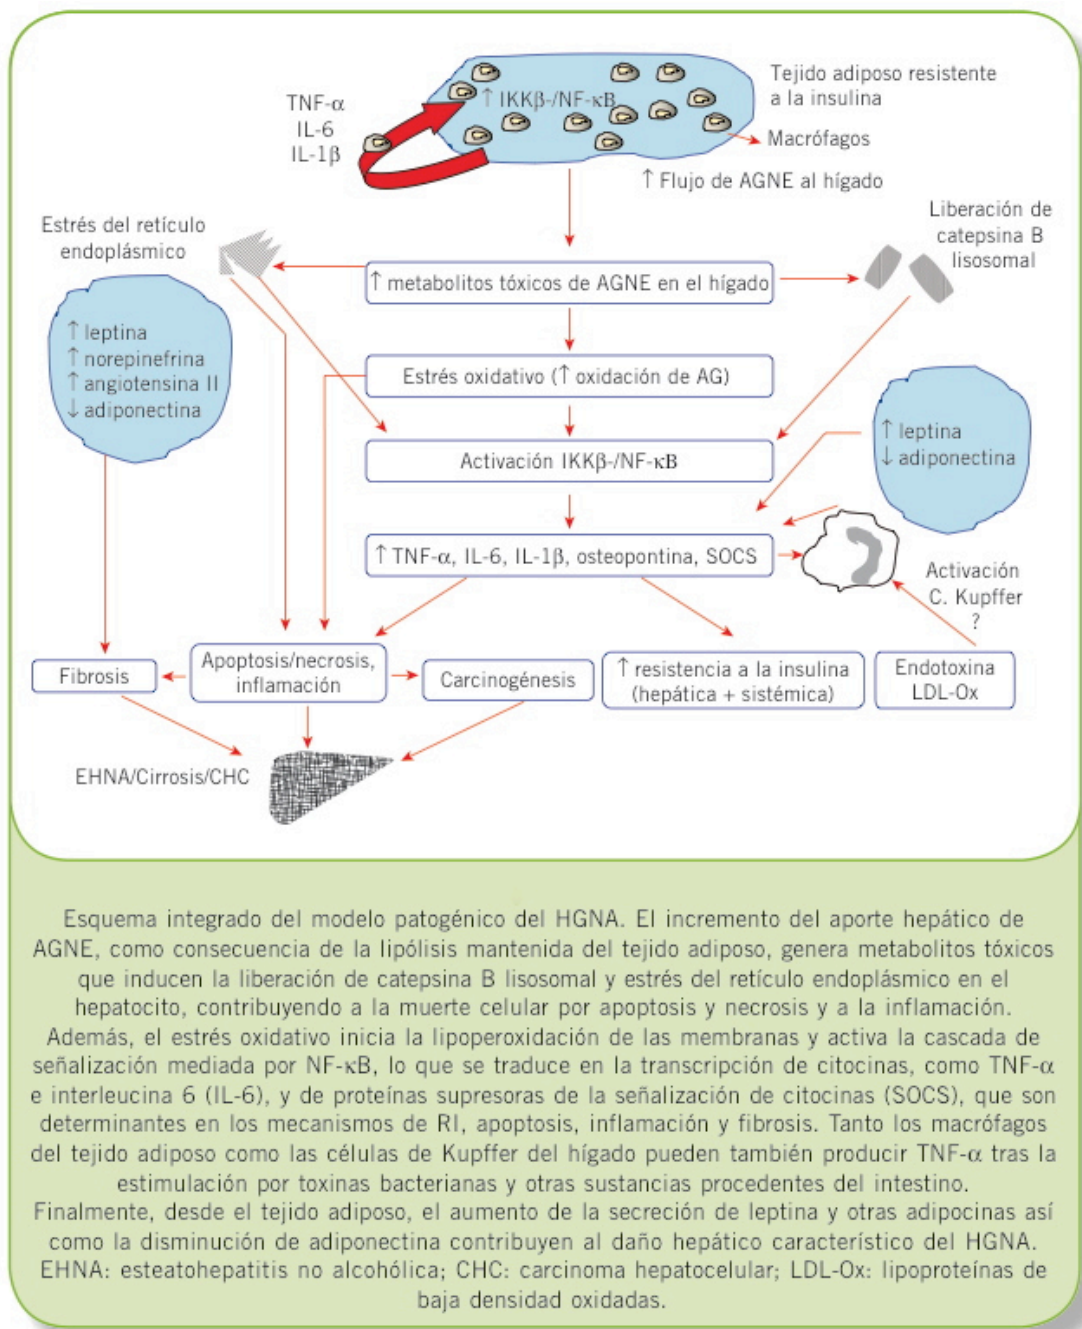 TNF-α
IL-6
IL-1β
↑ IKKβ-/NF-κB
Tejido adiposo resistente
a la insulina
Macrófagos
↑ Flujo de AGNE al hígado
Estrés del retículo
endoplásmico
Liberación de
catepsina B
lisosomal
↑ metabolitos tóxicos de AGNE en el hígado
↑ leptina
↑ norepinefrina
↑ angiotensina II
↓ adiponectina
Estrés oxidativo (↑ oxidación de AG)
↑ leptina
↓ adiponectina
Activación IKKβ-/NF-κB
↑ TNF-α, IL-6, IL-1β, osteopontina, SOCS
Activación
C. Kupffer
?
Fibrosis
Apoptosis/necrosis,
inflamación
Carcinogénesis
↑ resistencia a la insulina
(hepática + sistémica)
Endotoxina
LDL-Ox
EHNA/Cirrosis/CHC
Esquema integrado del modelo patogénico del HGNA. El incremento del aporte hepático de
AGNE, como consecuencia de la lipólisis mantenida del tejido adiposo, genera metabolitos tóxicos
que inducen la liberación de catepsina B lisosomal y estrés del retículo endoplásmico en el
hepatocito, contribuyendo a la muerte celular por apoptosis y necrosis y a la inflamación.
Además, el estrés oxidativo inicia la lipoperoxidación de las membranas y activa la cascada de
señalización mediada por NF-κB, lo que se traduce en la transcripción de citocinas, como TNF-α
e interleucina 6 (IL-6), y de proteínas supresoras de la señalización de citocinas (SOCS), que son
determinantes en los mecanismos de RI, apoptosis, inflamación y fibrosis. Tanto los macrófagos
del tejido adiposo como las células de Kupffer del hígado pueden también producir TNF-α tras la
estimulación por toxinas bacterianas y otras sustancias procedentes del intestino.
Finalmente, desde el tejido adiposo, el aumento de la secreción de leptina y otras adipocinas así
como la disminución de adiponectina contribuyen al daño hepático característico del HGNA.
EHNA: esteatohepatitis no alcohólica; CHC: carcinoma hepatocelular; LDL-Ox: lipoproteínas de
baja densidad oxidadas.